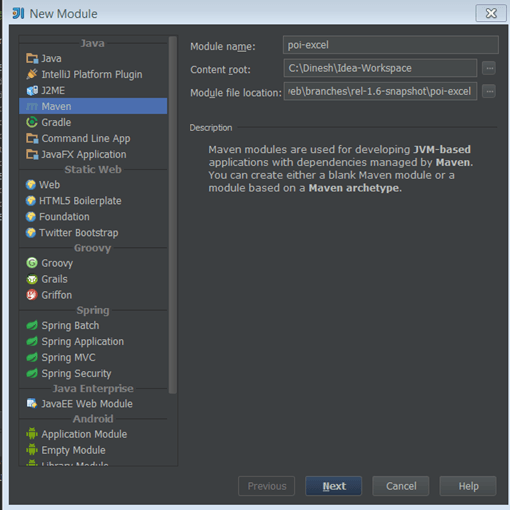 New Module
Java
Java
IntelliJ Platform Plugin
J2ME
Maven
Gradle
Command Line App
JavaFX Application
Static Web
Web
HTML5 Boilerplate
Foundation
Twitter Bootstrap
Groovy
Groovy
Grails
Griffon
Spring
Spring Batch
Spring Application
Spring MVC
Spring Security
Java Enterprise
JavaEE Web Module
Android
Application Module
Empty Module
Library Module
Module name: poi-excel
Content root: C:\Dinesh\Idea-Workspace ...
Module file location: eb\branches\rel-1.6-snapshot\poi-excel ...
Description
Maven modules are used for developing JVM-based
applications with dependencies managed by Maven.
You can create either a blank Maven module or a
module based on a Maven archetype.
Previous Next Cancel Help